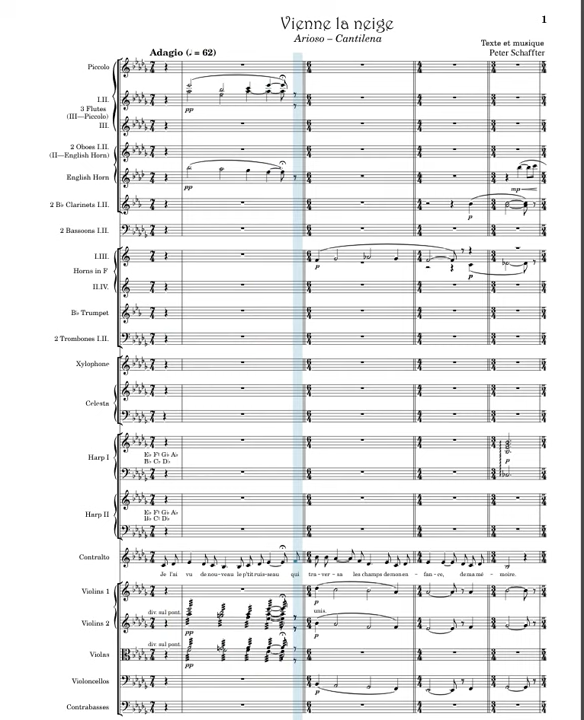 1
Vienne la neige
Arioso – Cantilena
Texte et musique
Peter Schaffter
Adagio (♩ = 62)
Piccolo
I.II.
3 Flutes
(III—Piccolo)
III.
pp
2 Oboes I.II.
(II—English Horn)
English Horn
pp
mp
2 B♭ Clarinets I.II.
p
2 Bassoons I.II.
I.III.
p
p
Horns in F
II.IV.
B♭ Trumpet
2 Trombones I.II.
Xylophone
Celesta
Harp I
E♭ F♮ G♭ A♭
B♭ C♮ D♭
p
Harp II
E♭ F♮ G♭ A♭
B♭ C♮ D♭
Contralto
Je l'ai vu de nou–veau le p'tit ruis–seau qui tra–ver–sa les champs de mon en–fan–ce, de ma mé–moire.
Violins 1
p
div. sul pont.
unis.
Violins 2
pp
p
div. sul pont.
Violas
pp
Violoncellos
p
Contrabasses